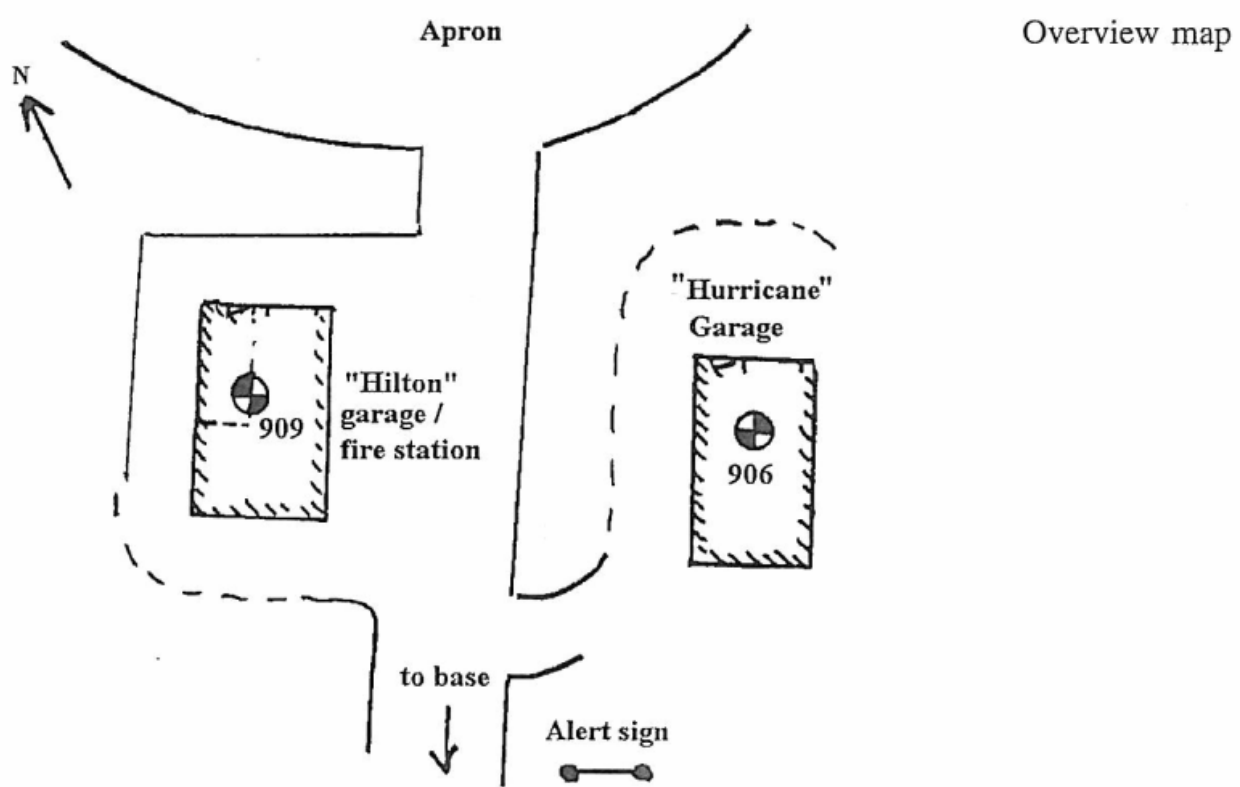 Apron
Overview map
N
"Hurricane"
Garage
"Hilton"
garage /
fire station
909
906
to base
Alert sign